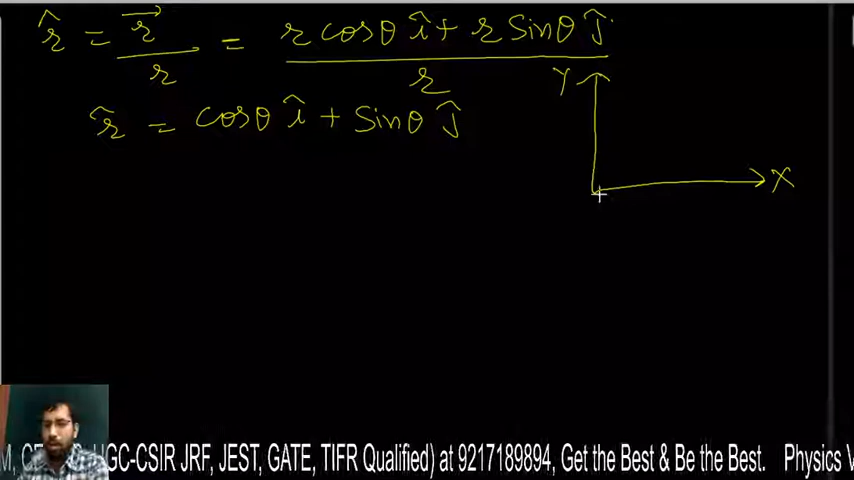 r̂ = r⃗ / r = r cosθ î + r Sinθ ĵ / r
r̂ = cosθ î + Sinθ ĵ
Y
X
UGC-CSIR JRF, JEST, GATE, TIFR Qualified) at 9217189894, Get the Best & Be the Best. Physics